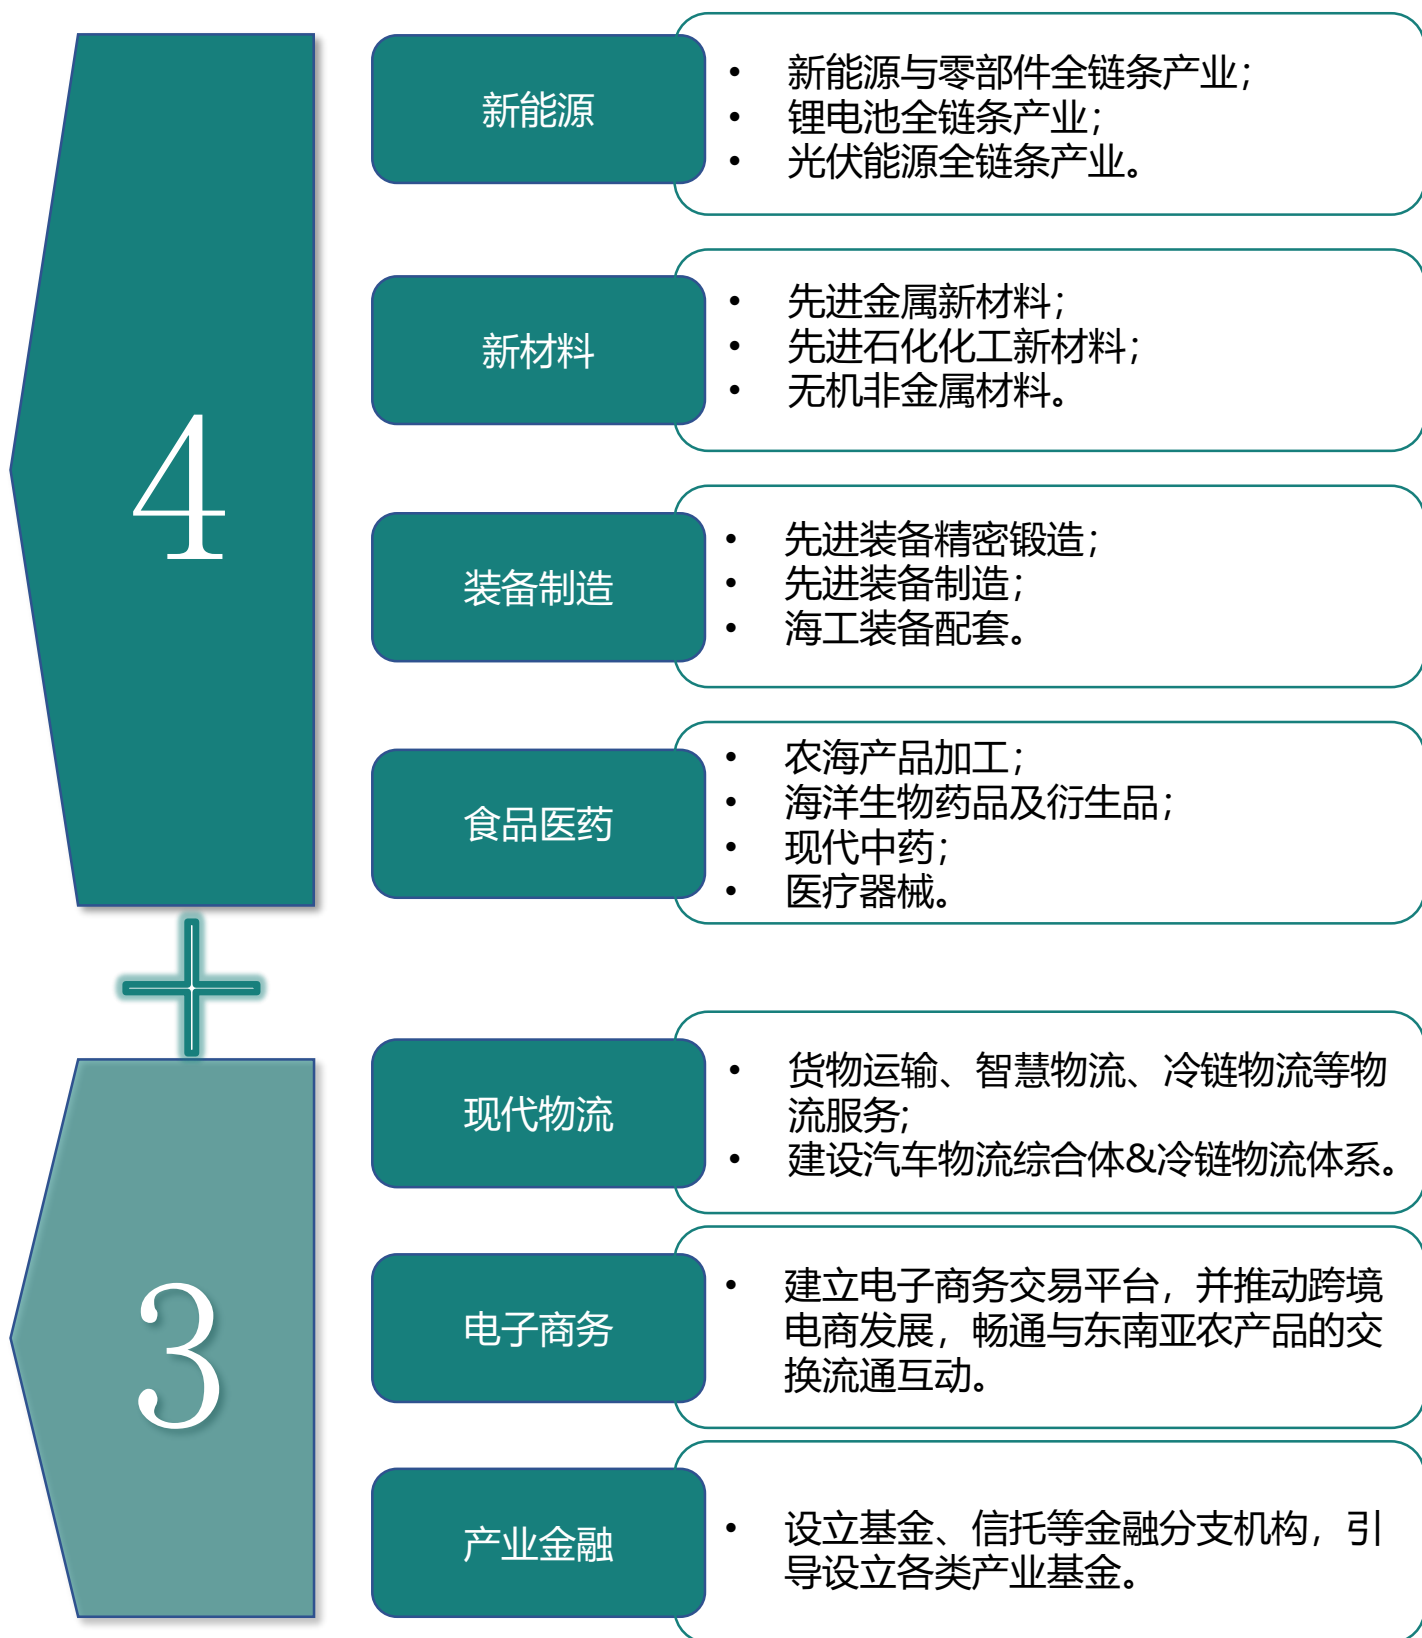 4
新能源
• 新能源与零部件全链条产业；
• 锂电池全链条产业；
• 光伏能源全链条产业。
新材料
• 先进金属新材料；
• 先进石化化工新材料；
• 无机非金属材料。
装备制造
• 先进装备精密锻造；
• 先进装备制造；
• 海工装备配套。
食品医药
• 农海产品加工；
• 海洋生物药品及衍生品；
• 现代中药；
• 医疗器械。
3
现代物流
• 货物运输、智慧物流、冷链物流等物
流服务;
• 建设汽车物流综合体&冷链物流体系。
电子商务
• 建立电子商务交易平台，并推动跨境
电商发展，畅通与东南亚农产品的交
换流通互动。
产业金融
• 设立基金、信托等金融分支机构，引
导设立各类产业基金。